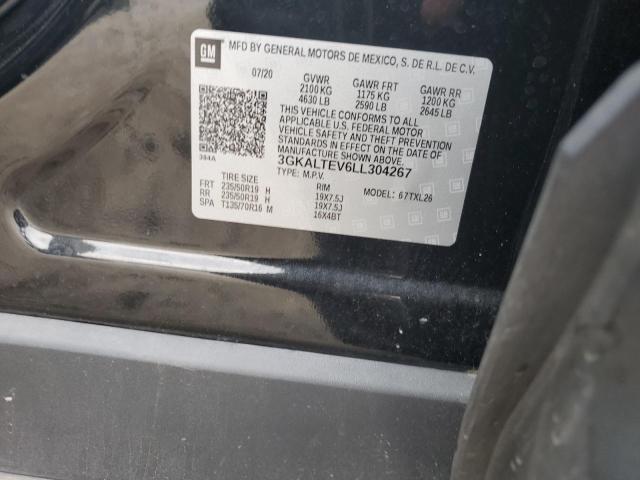 GM MFD BY GENERAL MOTORS DE MEXICO, S. DE R.L. DE C.V.
07/20 GVWR GAWR FRT GAWR RR
2100 KG 1175 KG 1200 KG
4630 LB 2590 LB 2645 LB
THIS VEHICLE CONFORMS TO ALL
APPLICABLE U.S. FEDERAL MOTOR
VEHICLE SAFETY AND THEFT PREVENTION
STANDARDS IN EFFECT ON THE DATE OF
MANUFACTURE SHOWN ABOVE.
384A 3GKALTEV6LL304267
TYPE: M.P.V.
TIRE SIZE RIM MODEL: 67TXL26
FRT 235/50R19 H 19X7.5J
RR 235/50R19 H 19X7.5J
SPA T135/70R16 M 16X4BT